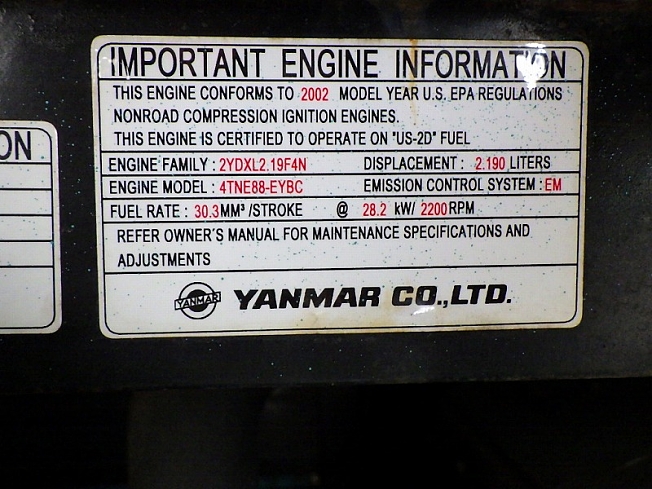 IMPORTANT ENGINE INFORMATION
THIS ENGINE CONFORMS TO 2002 MODEL YEAR U.S. EPA REGULATIONS
NONROAD COMPRESSION IGNITION ENGINES.
THIS ENGINE IS CERTIFIED TO OPERATE ON "US-2D" FUEL
ENGINE FAMILY : 2YDXL2.19F4N DISPLACEMENT : 2.190 LITERS
ENGINE MODEL : 4TNE88-EYBC EMISSION CONTROL SYSTEM : EM
FUEL RATE : 30.3 MM³ /STROKE @ 28.2 kW/ 2200 RPM
REFER OWNER'S MANUAL FOR MAINTENANCE SPECIFICATIONS AND
ADJUSTMENTS
YANMAR YANMAR CO.,LTD.
ON